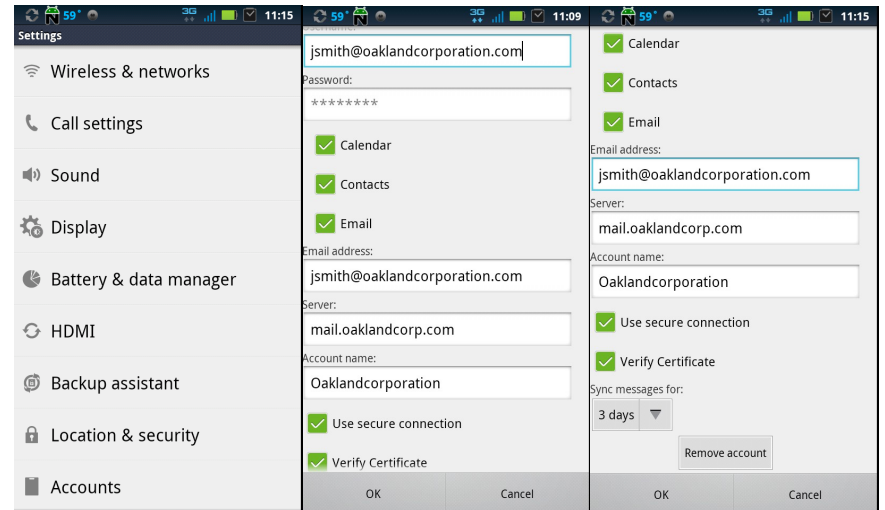 59°
3G
11:15
Settings
Wireless & networks
Call settings
Sound
Display
Battery & data manager
HDMI
Backup assistant
Location & security
Accounts
59°
3G
11:09
Username:
jsmith@oaklandcorporation.com
Password:
********
Calendar
Contacts
Email
Email address:
jsmith@oaklandcorporation.com
Server:
mail.oaklandcorp.com
Account name:
Oaklandcorporation
Use secure connection
Verify Certificate
OK
Cancel
59°
3G
11:15
Calendar
Contacts
Email
Email address:
jsmith@oaklandcorporation.com
Server:
mail.oaklandcorp.com
Account name:
Oaklandcorporation
Use secure connection
Verify Certificate
Sync messages for:
3 days
Remove account
OK
Cancel